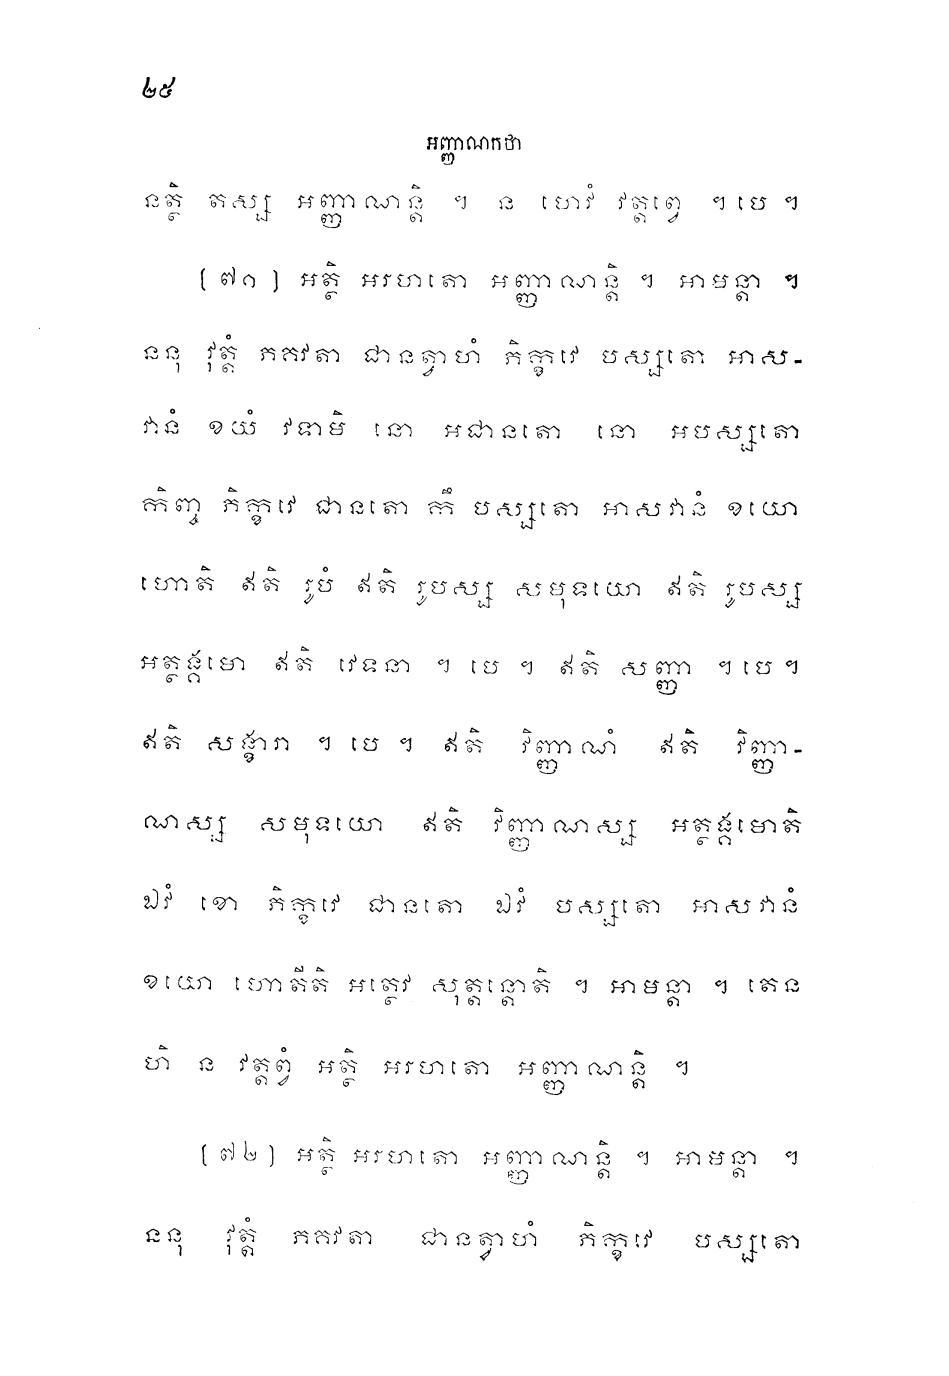 ២៥
អញ្ញាណកថា
នត្ថិ តស្ស អញ្ញាណន្តិ ។ ន ហេវំ វត្តព្វេ ។ បេ ។
[ ៧១ ] អត្ថិ អរហតោ អញ្ញាណន្តិ ។ អាមន្តា ។
ននុ វុត្តំ ភគវតា ជានត្វាហំ ភិក្ខវេ បស្សតោ អាស-
វានំ ខយំ វទាមិ នោ អជានតោ នោ អបស្សតោ
កិញ្ច ភិក្ខវេ ជានតោ កឹ បស្សតោ អាសវានំ ខយោ
ហោតិ ឥតិ រូបំ ឥតិ រូបស្ស សមុទយោ ឥតិ រូបស្ស
អត្ថង្គមោ ឥតិ វេទនា ។ បេ ។ ឥតិ សញ្ញា ។ បេ ។
ឥតិ សង្ខារា ។ បេ ។ ឥតិ វិញ្ញាណំ ឥតិ វិញ្ញា-
ណស្ស សមុទយោ ឥតិ វិញ្ញាណស្ស អត្ថង្គមោតិ
ឯវំ ខោ ភិក្ខវេ ជានតោ ឯវំ បស្សតោ អាសវានំ
ខយោ ហោតីតិ អត្ថេវ សុត្តន្តោតិ ។ អាមន្តា ។ តេន
ហិ ន វត្តព្វំ អត្ថិ អរហតោ អញ្ញាណន្តិ ។
[ ៧២ ] អត្ថិ អរហតោ អញ្ញាណន្តិ ។ អាមន្តា ។
ននុ វុត្តំ ភគវតា ជានត្វាហំ ភិក្ខវេ បស្សតោ